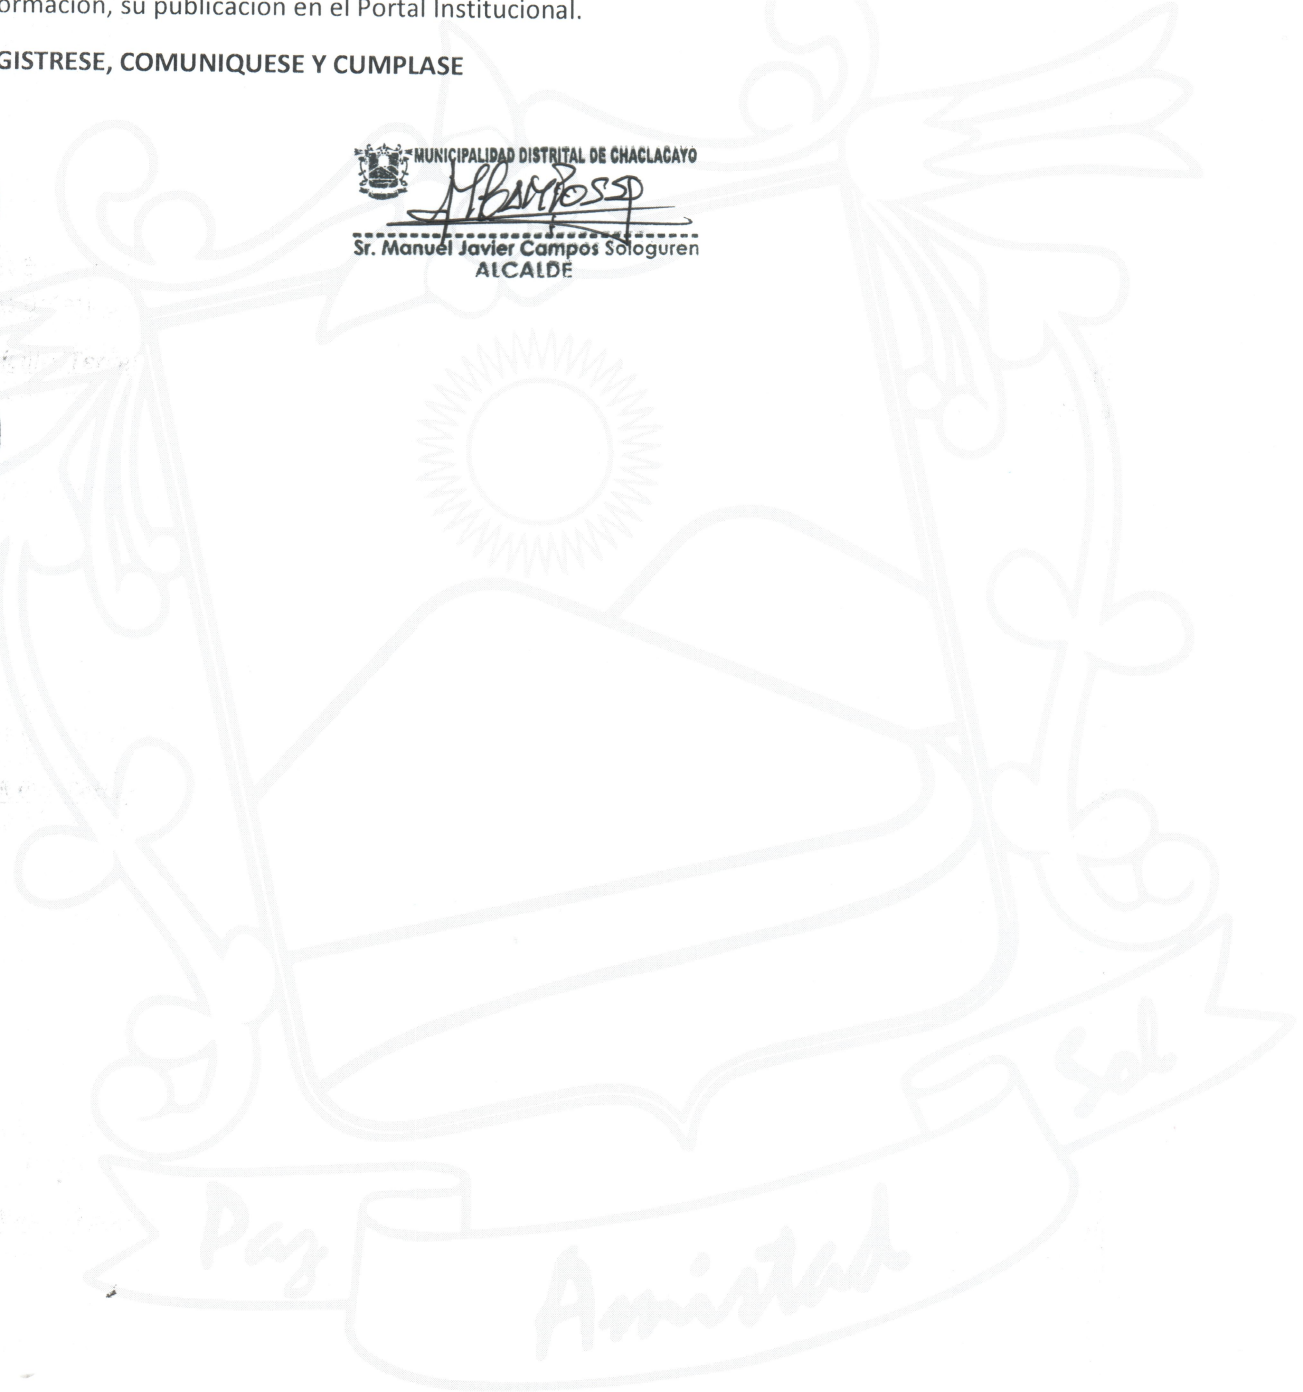 ormación, su publicación en el Portal Institucional.
GISTRESE, COMUNIQUESE Y CUMPLASE
MUNICIPALIDAD DISTRITAL DE CHACLACAYO
Sr. Manuel Javier Campos Sologuren
ALCALDE
Sol
Paz
Amistad